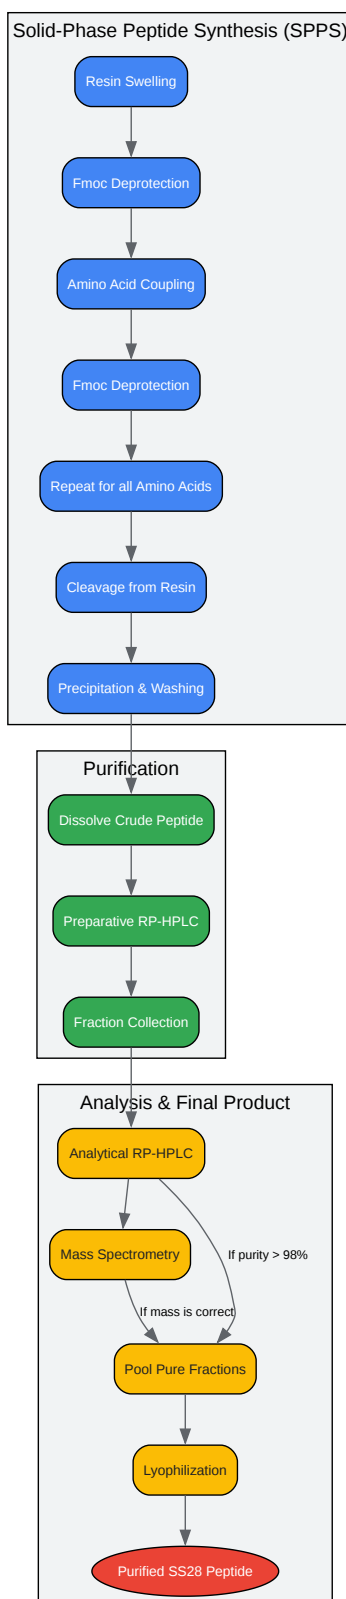 Solid-Phase Peptide Synthesis (SPPS)
Resin Swelling
Fmoc Deprotection
Amino Acid Coupling
Fmoc Deprotection
Repeat for all Amino Acids
Cleavage from Resin
Precipitation & Washing
Purification
Dissolve Crude Peptide
Preparative RP-HPLC
Fraction Collection
Analysis & Final Product
Analytical RP-HPLC
Mass Spectrometry
If purity > 98%
If mass is correct
Pool Pure Fractions
Lyophilization
Purified SS28 Peptide